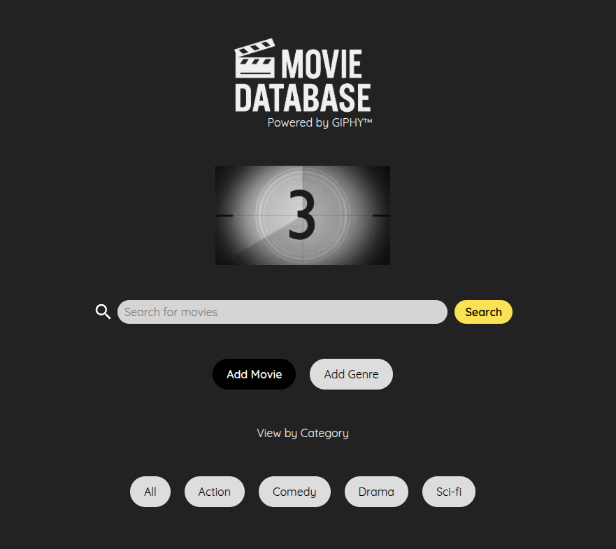 MOVIE
DATABASE
Powered by GIPHY™
3
Search for movies
Search
Add Movie
Add Genre
View by Category
All
Action
Comedy
Drama
Sci-fi